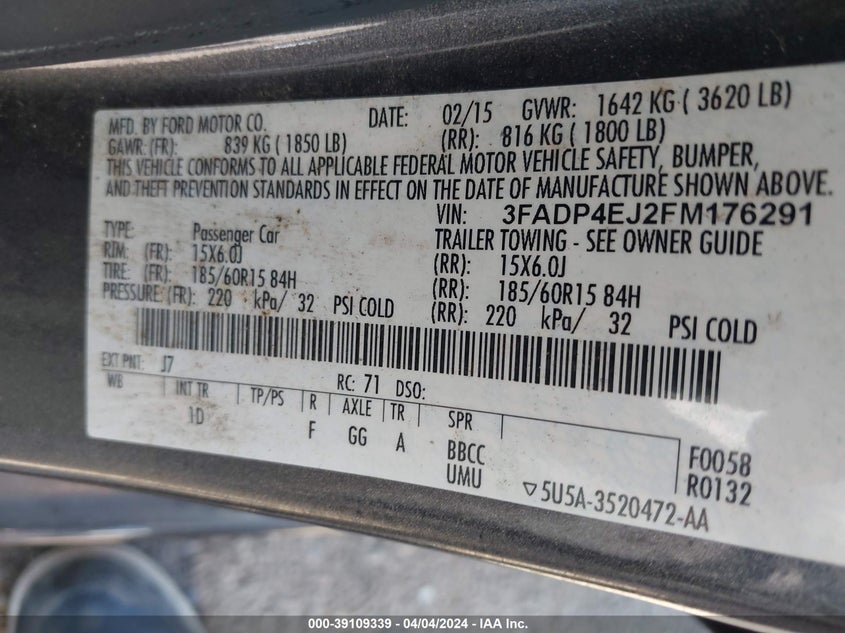 MFD. BY FORD MOTOR CO. DATE: 02/15 GVWR: 1642 KG ( 3620 LB)
GAWR: (FR): 839 KG ( 1850 LB) (RR): 816 KG ( 1800 LB)
THIS VEHICLE CONFORMS TO ALL APPLICABLE FEDERAL MOTOR VEHICLE SAFETY, BUMPER,
AND THEFT PREVENTION STANDARDS IN EFFECT ON THE DATE OF MANUFACTURE SHOWN ABOVE.
VIN: 3FADP4EJ2FM176291
TYPE: Passenger Car TRAILER TOWING - SEE OWNER GUIDE
RIM: (FR): 15X6.0J (RR): 15X6.0J
TIRE: (FR): 185/60R15 84H (RR): 185/60R15 84H
PRESSURE: (FR): 220 kPa/ 32 PSI COLD (RR): 220 kPa/ 32 PSI COLD
EXT PNT: J7 RC: 71 DSO:
WB INT TR TP/PS R AXLE TR SPR
1D F GG A BBCC F0058
UMU R0132
▽5U5A-3520472-AA
000-39109339 - 04/04/2024 - IAA Inc.